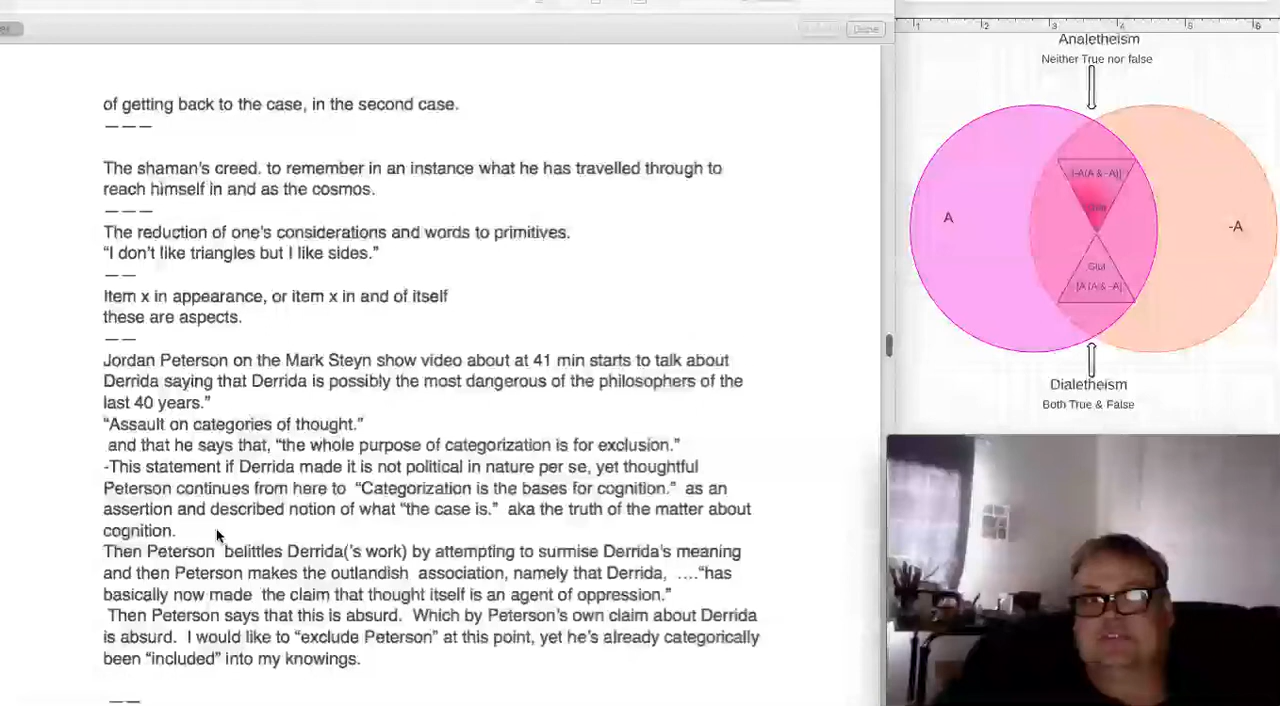 Done
of getting back to the case, in the second case.
— — —
The shaman's creed. to remember in an instance what he has travelled through to
reach himself in and as the cosmos.
— — —
The reduction of one's considerations and words to primitives.
“I don't like triangles but I like sides.”
— —
Item x in appearance, or item x in and of itself
these are aspects.
— —
Jordan Peterson on the Mark Steyn show video about at 41 min starts to talk about
Derrida saying that Derrida is possibly the most dangerous of the philosophers of the
last 40 years.”
“Assault on categories of thought.”
and that he says that, “the whole purpose of categorization is for exclusion.”
-This statement if Derrida made it is not political in nature per se, yet thoughtful
Peterson continues from here to “Categorization is the bases for cognition.” as an
assertion and described notion of what “the case is.” aka the truth of the matter about
cognition.
Then Peterson belittles Derrida('s work) by attempting to surmise Derrida's meaning
and then Peterson makes the outlandish association, namely that Derrida, ….“has
basically now made the claim that thought itself is an agent of oppression.”
Then Peterson says that this is absurd. Which by Peterson's own claim about Derrida
is absurd. I would like to “exclude Peterson” at this point, yet he's already categorically
been “included” into my knowings.
— —
1 2 3 4 5 6
Analetheism
Neither True nor false
A
-A
Glut
[A (A & -A)]
Dialetheism
Both True & False